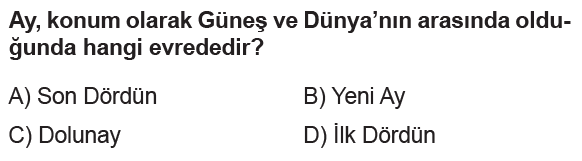 Ay, konum olarak Güneş ve Dünya’nın arasında oldu-
ğunda hangi evrededir?
A) Son Dördün B) Yeni Ay
C) Dolunay D) İlk Dördün